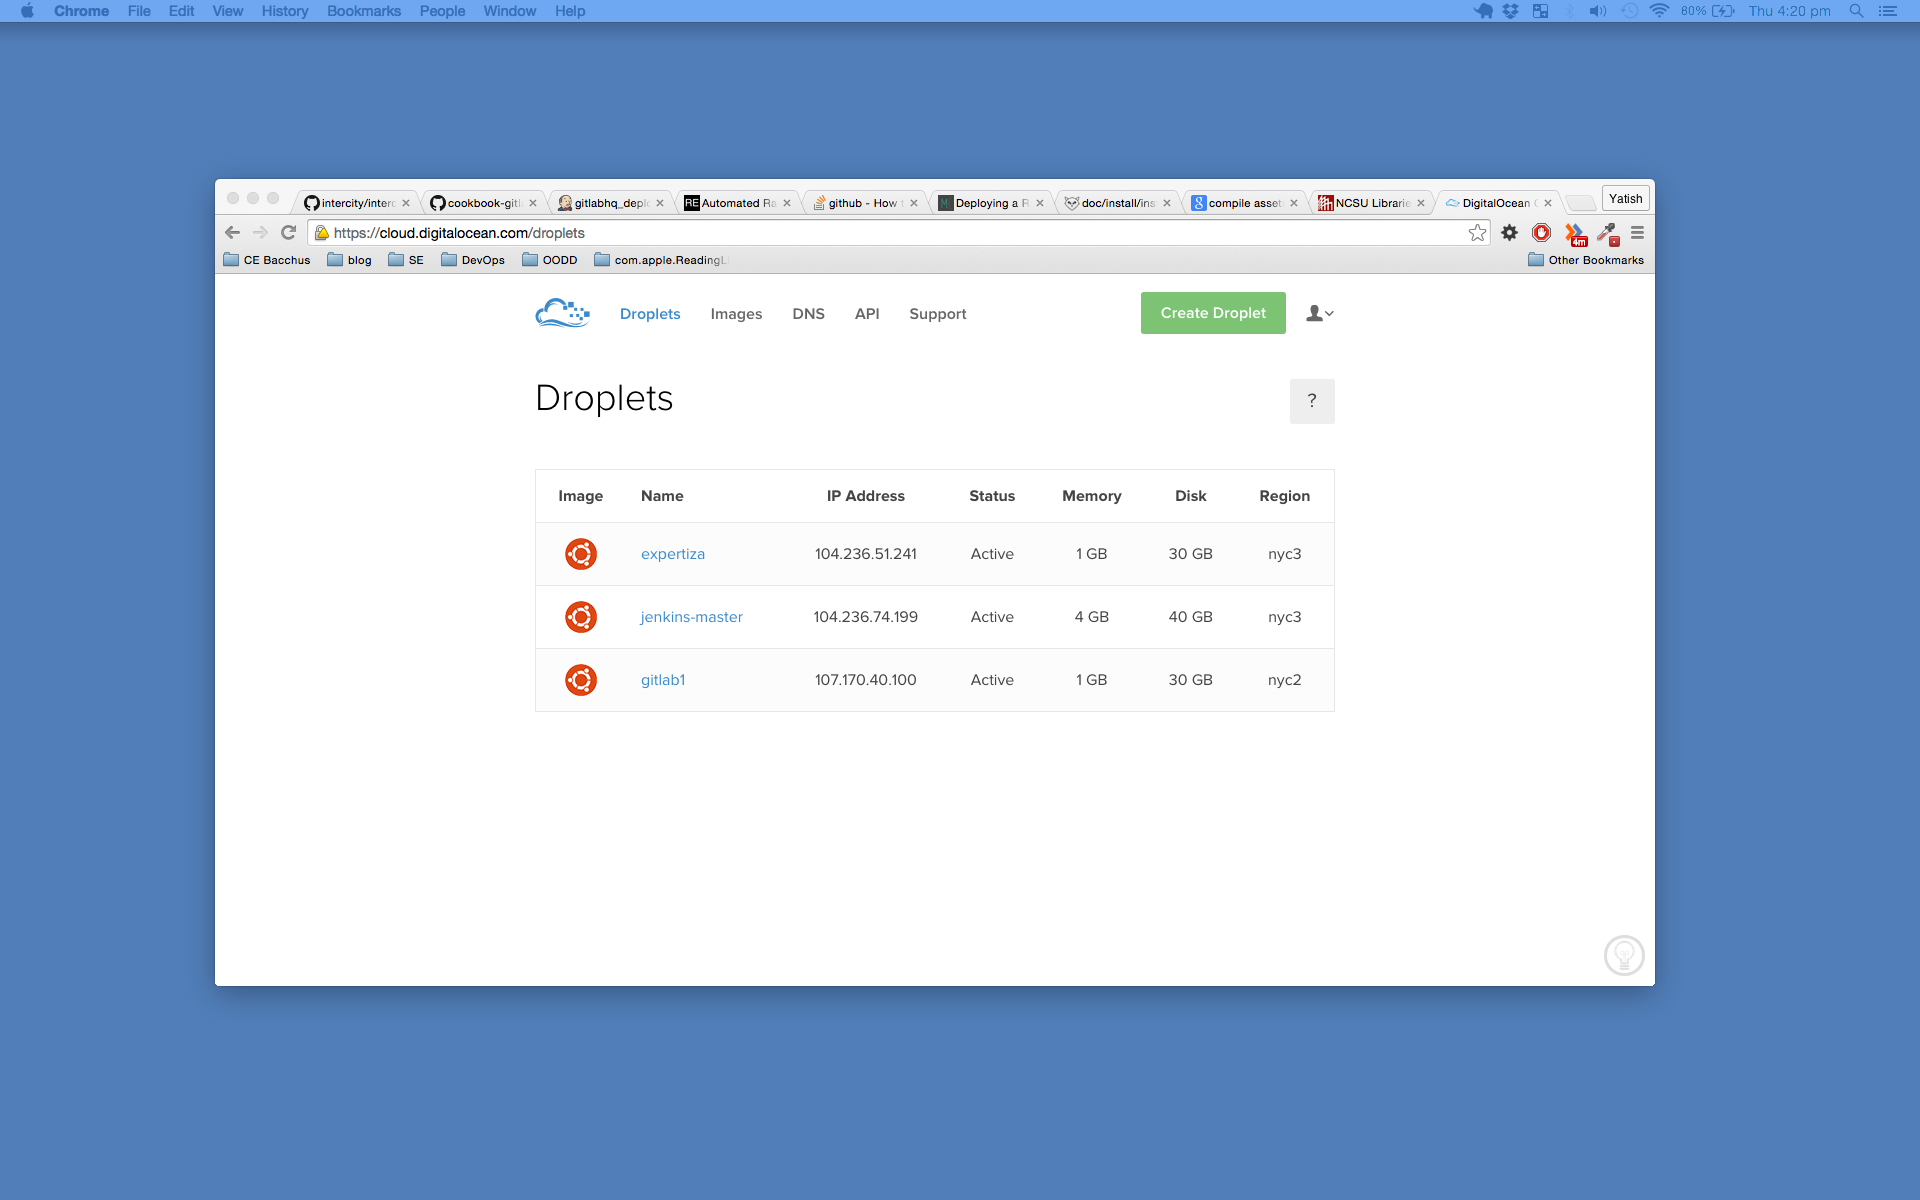 Chrome File Edit View History Bookmarks People Window Help 80% Thu 4:20 pm
intercity/interc cookbook-gitl gitlabhq_deplo RE Automated Ra github - How t M Deploying a R doc/install/ins 8 compile asset NCSU Librarie DigitalOcean C Yatish
https://cloud.digitalocean.com/droplets 4m
CE Bacchus blog SE DevOps OODD com.apple.ReadingL Other Bookmarks
Droplets Images DNS API Support Create Droplet
Droplets ?
Image Name IP Address Status Memory Disk Region
expertiza 104.236.51.241 Active 1 GB 30 GB nyc3
jenkins-master 104.236.74.199 Active 4 GB 40 GB nyc3
gitlab1 107.170.40.100 Active 1 GB 30 GB nyc2